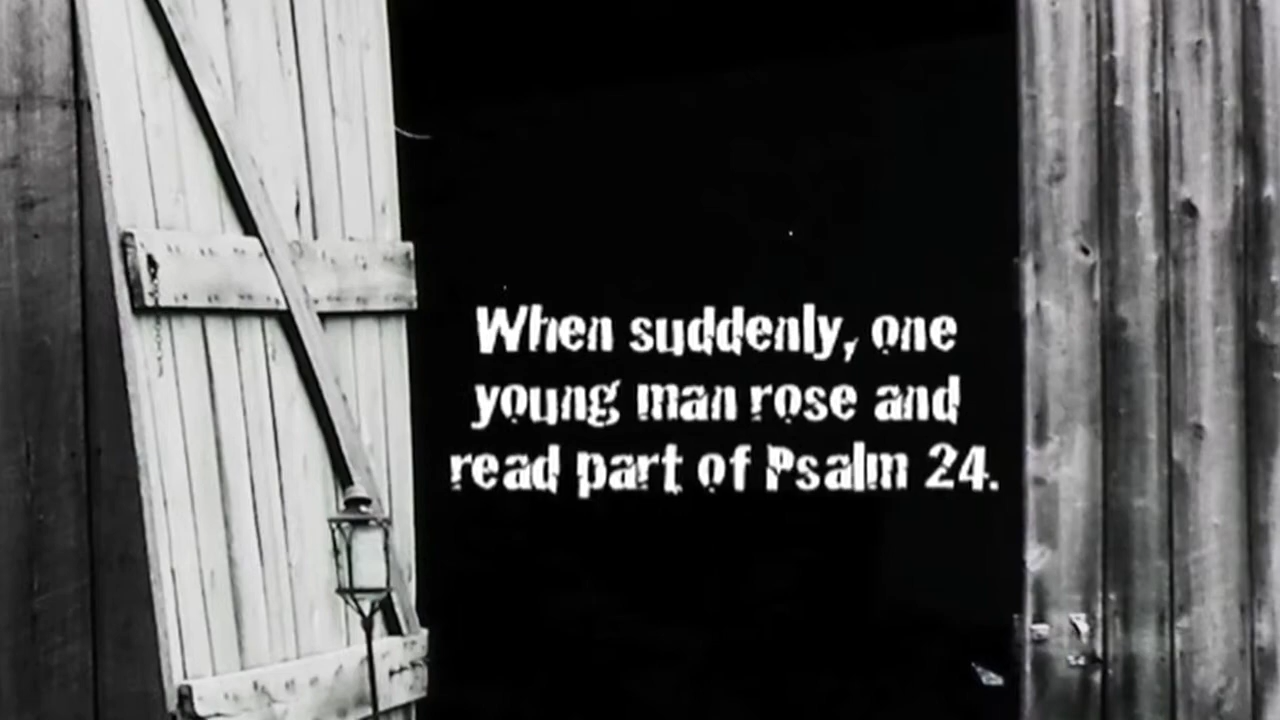 When suddenly, one
young man rose and
read part of Psalm 24.